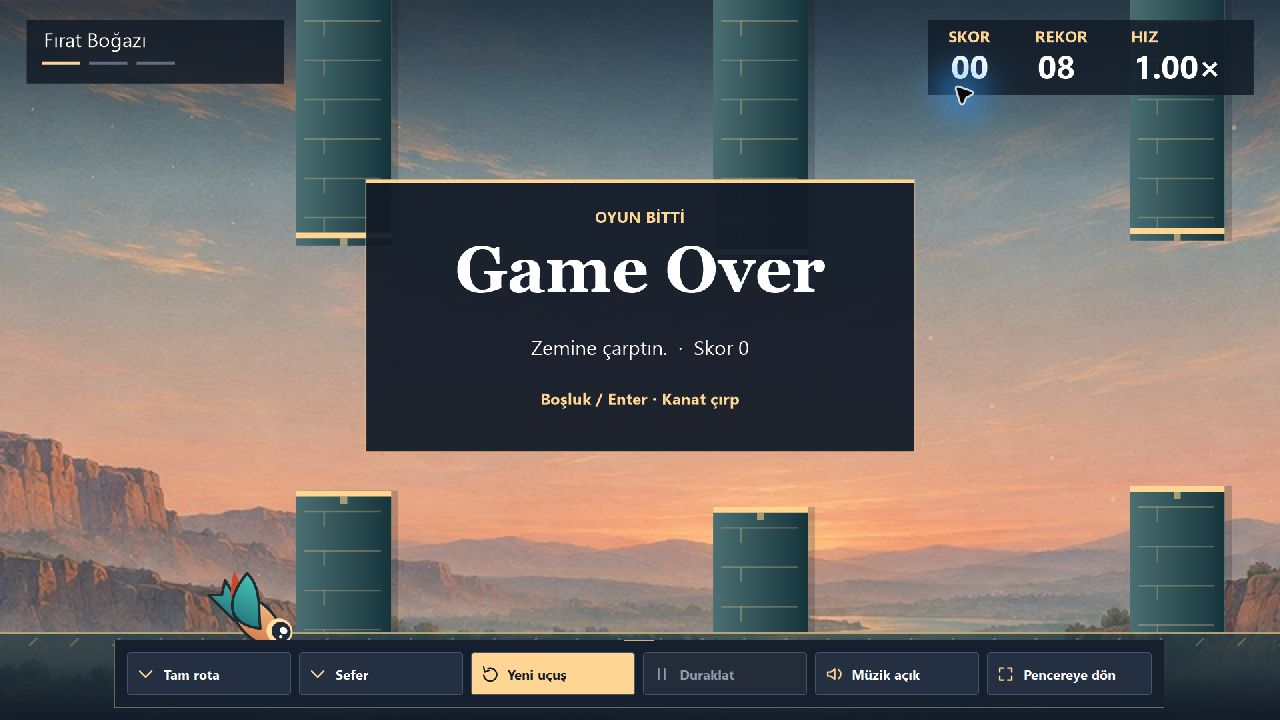 Fırat Boğazı
SKOR REKOR HIZ
00 08 1.00×
OYUN BİTTİ
Game Over
Zemine çarptın. · Skor 0
Boşluk / Enter · Kanat çırp
Tam rota Sefer Yeni uçuş Duraklat Müzik açık Pencereye dön